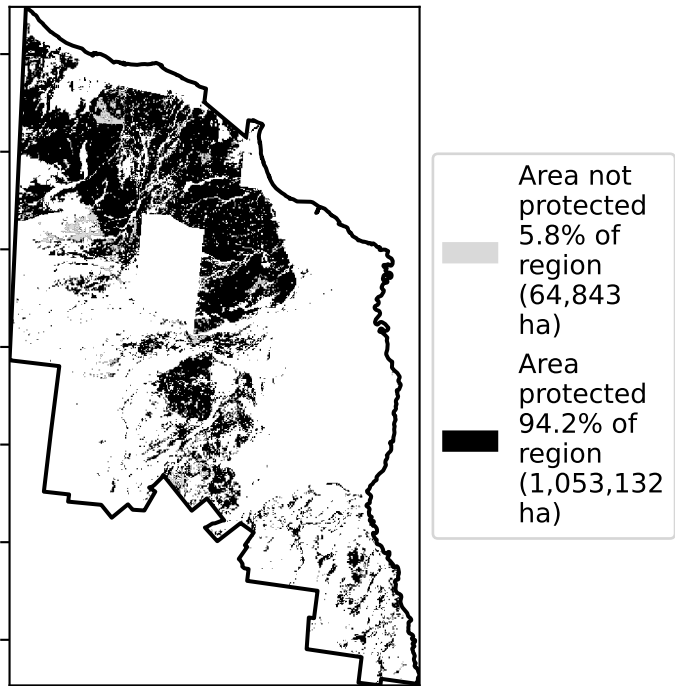 Area not
protected
5.8% of
region
(64,843
ha)
Area
protected
94.2% of
region
(1,053,132
ha)